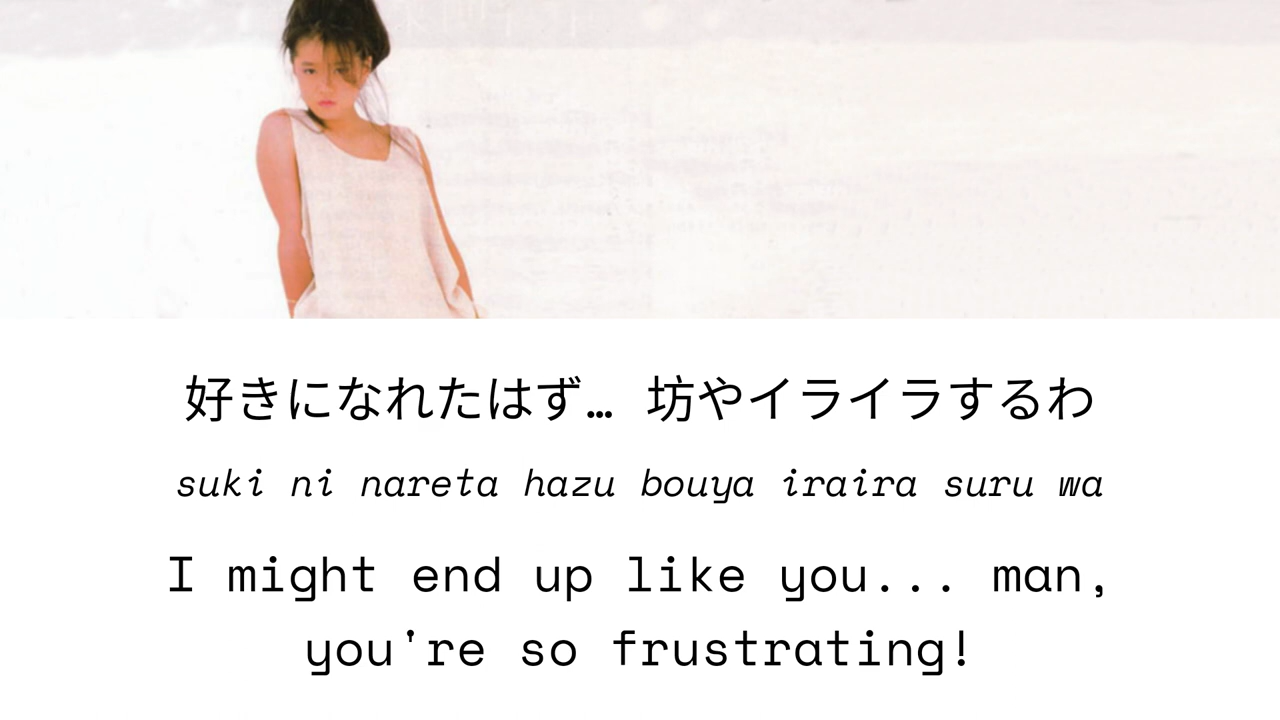 好きになれたはず… 坊やイライラするわ
suki ni nareta hazu bouya iraira suru wa
I might end up like you... man,
you're so frustrating!